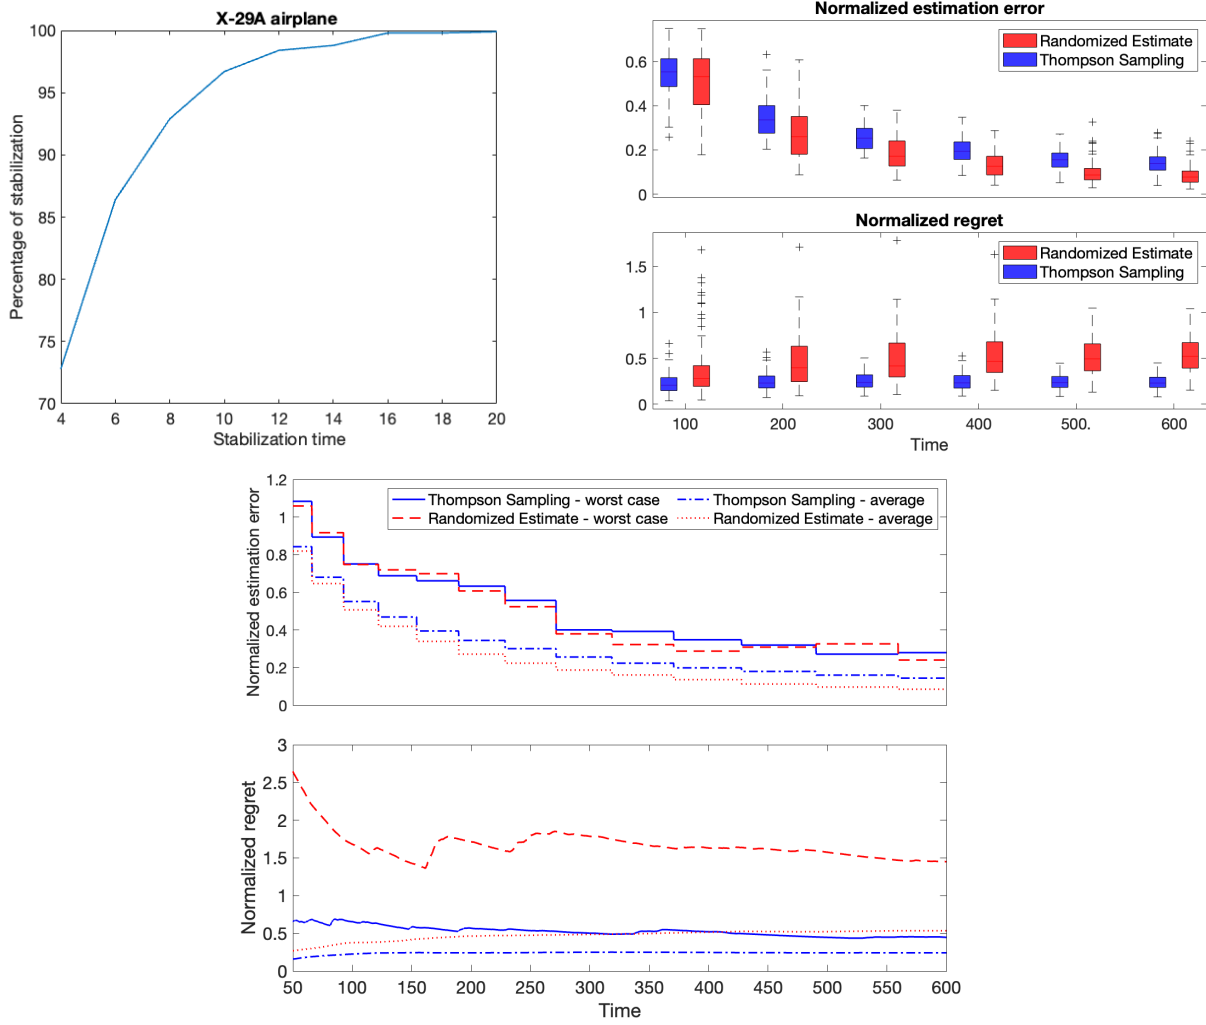 X-29A airplane
100
95
90
85
80
75
70
Percentage of stabilization
4 6 8 10 12 14 16 18 20
Stabilization time
Normalized estimation error
Randomized Estimate
Thompson Sampling
0.6
0.4
0.2
0
Normalized regret
Randomized Estimate
Thompson Sampling
1.5
1
0.5
0
100 200 300 400 500. 600
Time
1.2
1
0.8
0.6
0.4
0.2
0
Normalized estimation error
Thompson Sampling - worst case Thompson Sampling - average
Randomized Estimate - worst case Randomized Estimate - average
3
2.5
2
1.5
1
0.5
0
Normalized regret
50 100 150 200 250 300 350 400 450 500 550 600
Time